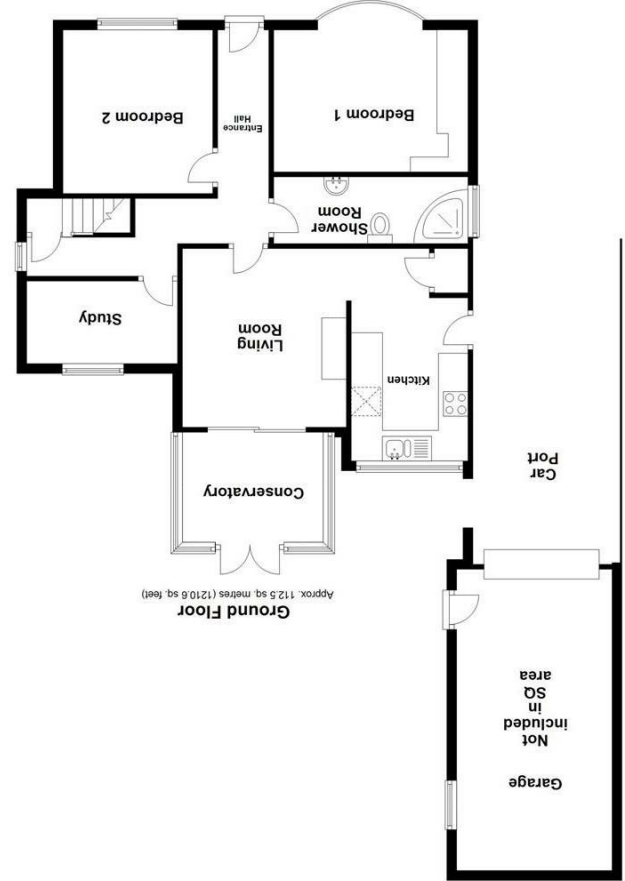 Ground Floor
Approx. 112.5 sq. metres (1210.6 sq. feet)
Garage
Not
included
in
SQ
area
Conservatory
Car
Port
Kitchen
Living
Room
Study
Shower
Room
Entrance
Hall
Bedroom 1
Bedroom 2